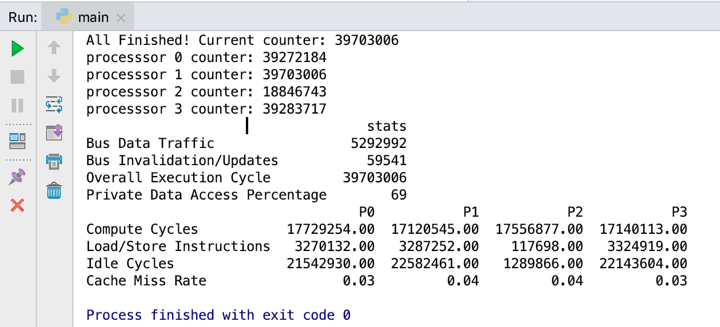 Run: main
All Finished! Current counter: 39703006
processsor 0 counter: 39272184
processsor 1 counter: 39703006
processsor 2 counter: 18846743
processsor 3 counter: 39283717
stats
Bus Data Traffic 5292992
Bus Invalidation/Updates 59541
Overall Execution Cycle 39703006
Private Data Access Percentage 69
P0 P1 P2 P3
Compute Cycles 17729254.00 17120545.00 17556877.00 17140113.00
Load/Store Instructions 3270132.00 3287252.00 117698.00 3324919.00
Idle Cycles 21542930.00 22582461.00 1289866.00 22143604.00
Cache Miss Rate 0.03 0.04 0.04 0.03
Process finished with exit code 0